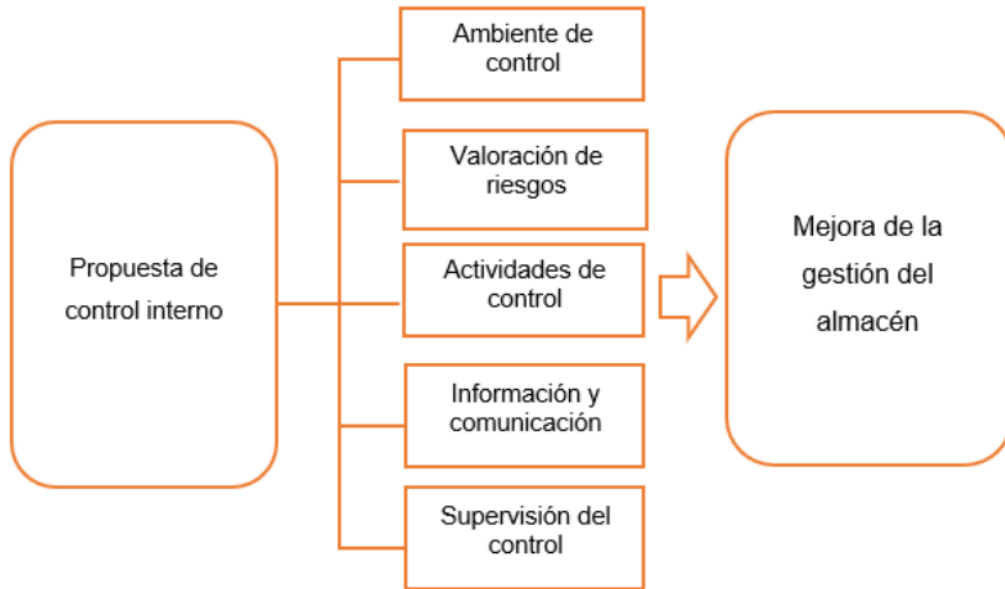 Propuesta de
control interno
Ambiente de
control
Valoración de
riesgos
Actividades de
control
Información y
comunicación
Supervisión del
control
Mejora de la
gestión del
almacén